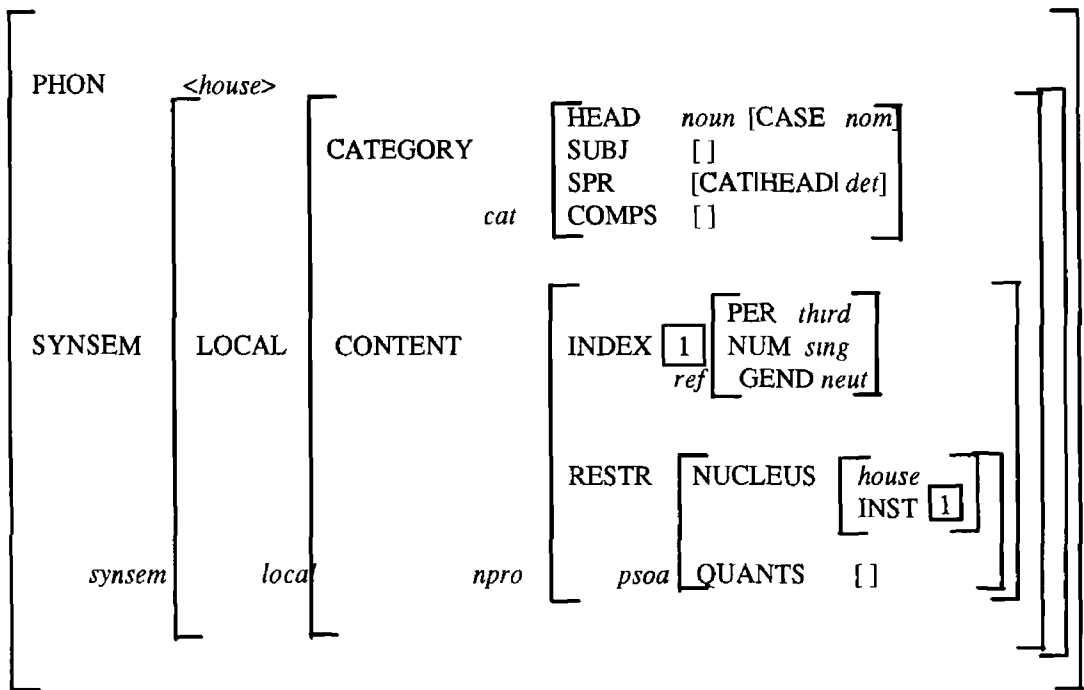 PHON <house>
HEAD noun [CASE nom]
CATEGORY SUBJ [ ]
SPR [CAT|HEAD| det]
cat COMPS [ ]
PER third
SYNSEM LOCAL CONTENT INDEX 1 NUM sing
ref GEND neut
RESTR NUCLEUS house
INST 1
synsem local npro psoa QUANTS [ ]